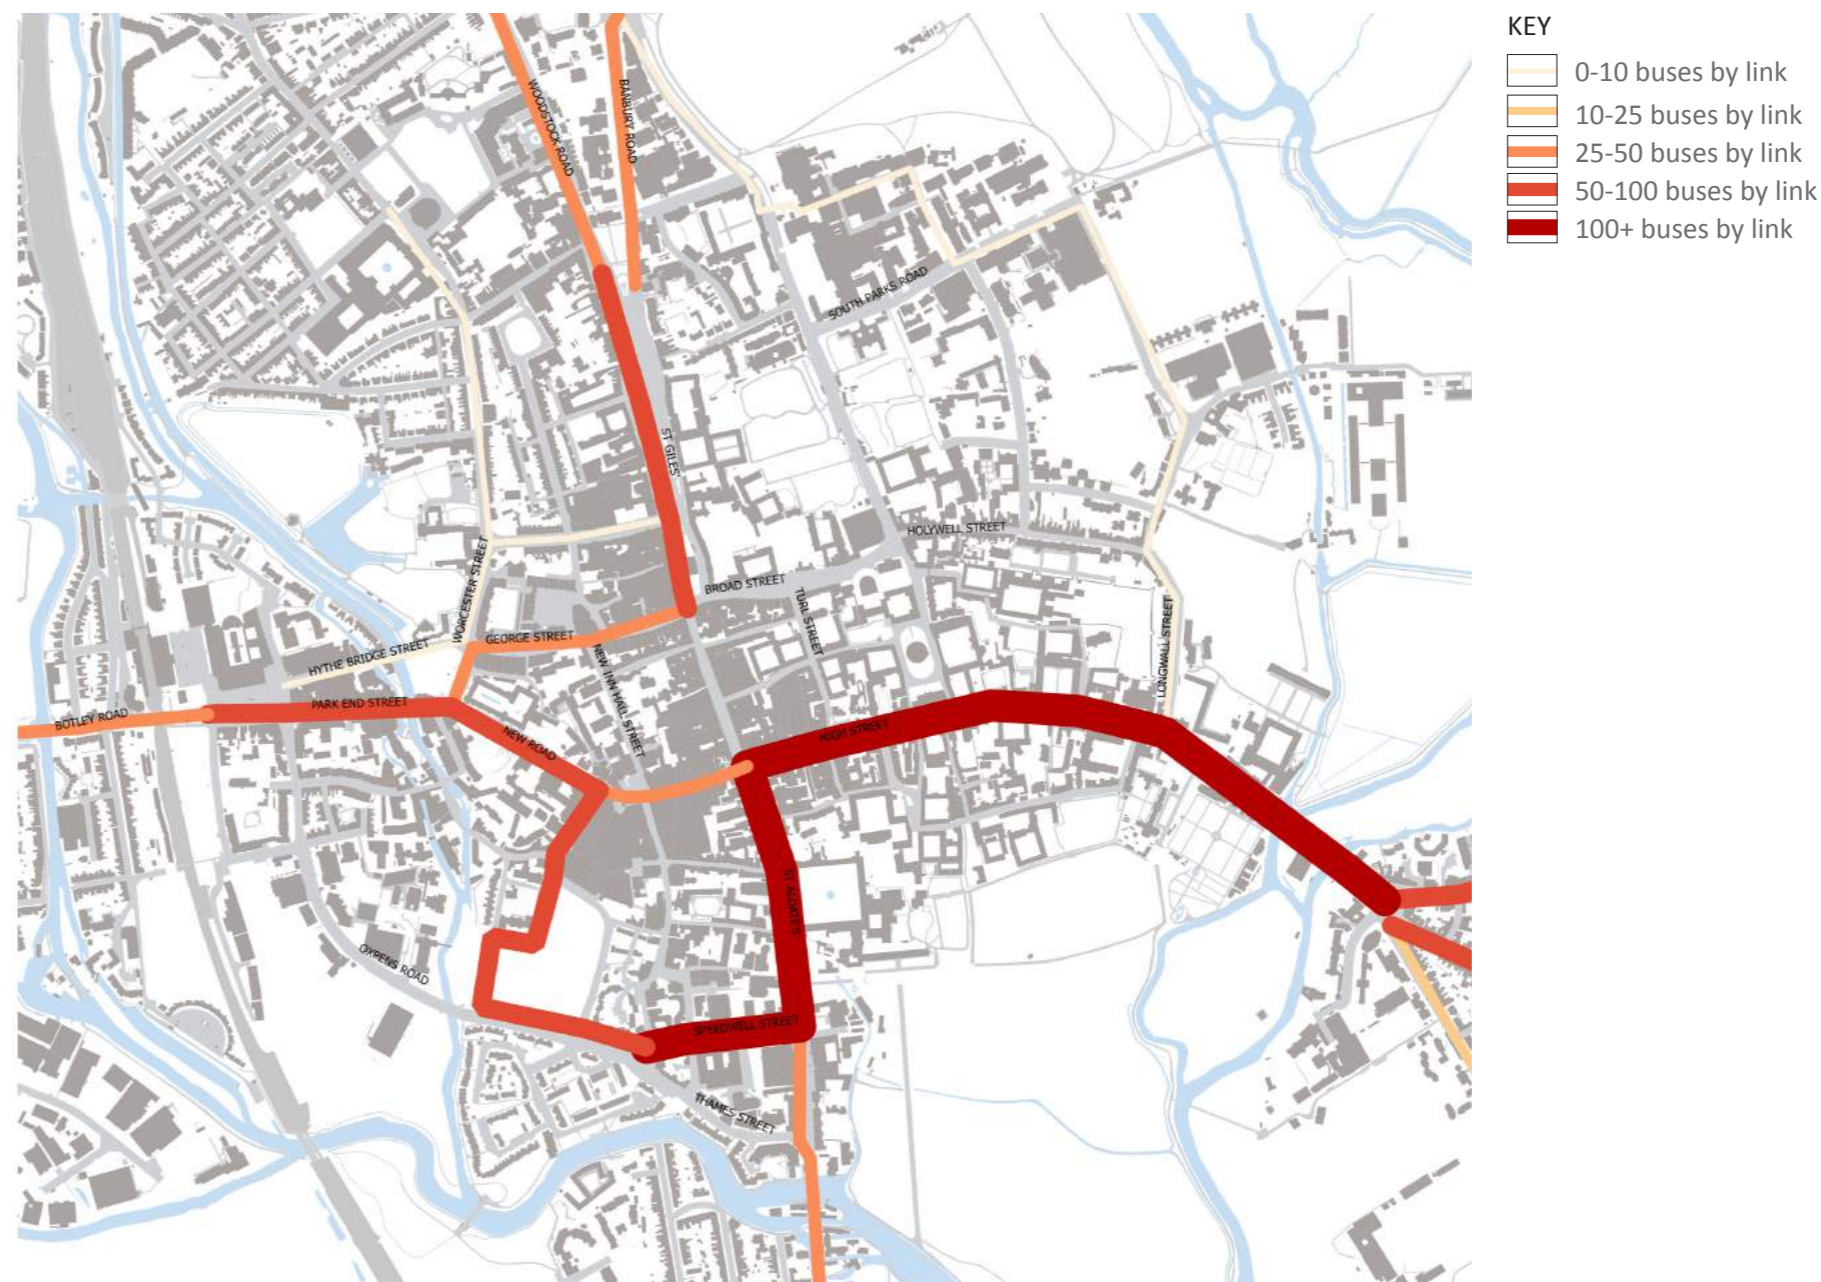 KEY
0-10 buses by link
10-25 buses by link
25-50 buses by link
50-100 buses by link
100+ buses by link
WOODSTOCK ROAD
BANBURY ROAD
SOUTH PARKS ROAD
ST GILES'
HOLYWELL STREET
BROAD STREET
TURL STREET
WORCESTER STREET
GEORGE STREET
HYTHE BRIDGE STREET
NEW INN HALL STREET
LONGWALL STREET
PARK END STREET
BOTLEY ROAD
NEW ROAD
HIGH STREET
ST ALDATE'S
OXPENS ROAD
SPEEDWELL STREET
THAMES STREET